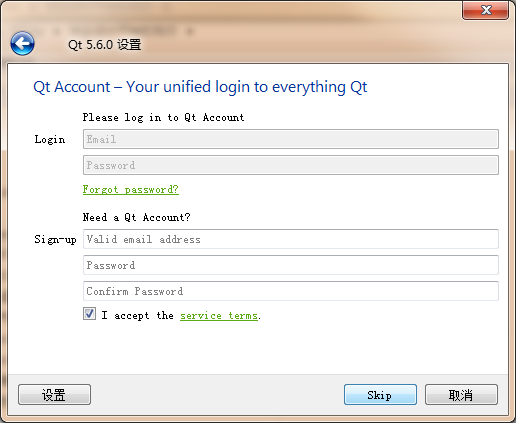 Qt 5.6.0 设置
Qt Account – Your unified login to everything Qt
Please log in to Qt Account
Login
Email
Password
Forgot password?
Need a Qt Account?
Sign-up
Valid email address
Password
Confirm Password
I accept the service terms.
设置
Skip
取消